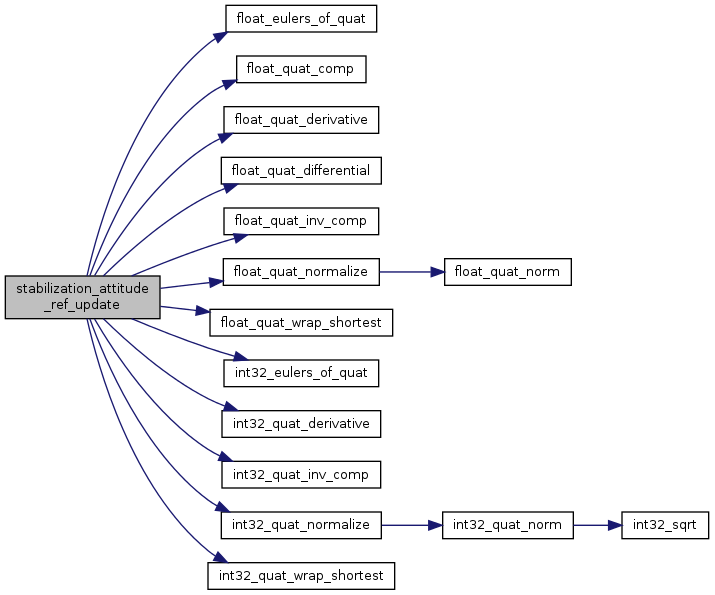 float_eulers_of_quat
float_quat_comp
float_quat_derivative
float_quat_differential
float_quat_inv_comp
float_quat_normalize
float_quat_norm
stabilization_attitude
_ref_update
float_quat_wrap_shortest
int32_eulers_of_quat
int32_quat_derivative
int32_quat_inv_comp
int32_quat_normalize
int32_quat_norm
int32_sqrt
int32_quat_wrap_shortest